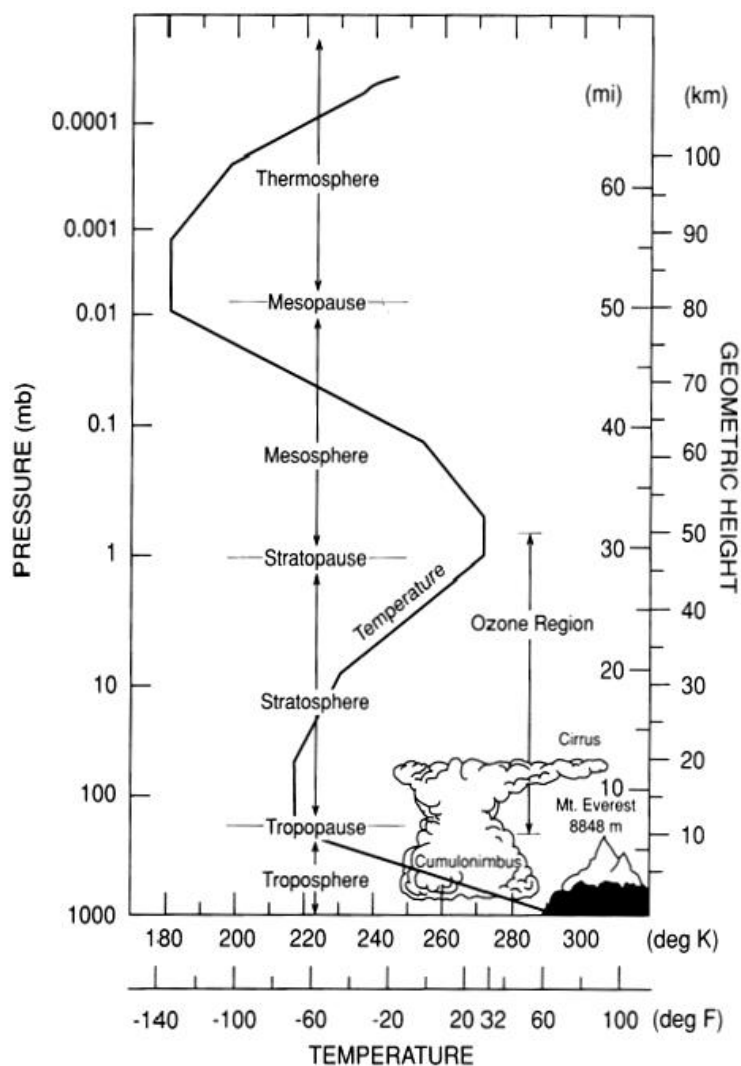 (mi)
(km)
0.0001
100
Thermosphere
60
0.001
90
Mesopause
50
80
0.01
70
0.1
40
60
Mesosphere
PRESSURE (mb)
GEOMETRIC HEIGHT
50
1
Stratopause
30
Temperature
40
Ozone Region
10
20
30
Stratosphere
Cirrus
20
100
10
Mt. Everest
8848 m
Tropopause
10
Cumulonimbus
Troposphere
1000
180 200 220 240 260 280 300 (deg K)
-140 -100 -60 -20 20 32 60 100 (deg F)
TEMPERATURE